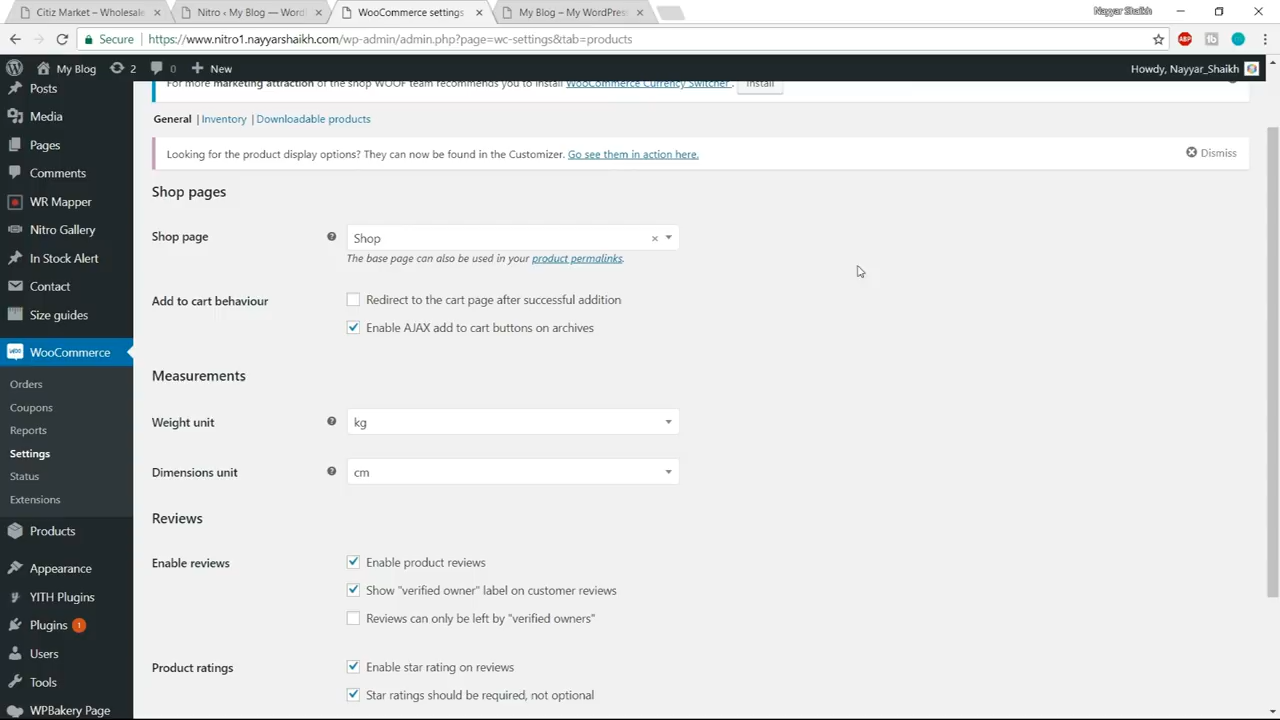 Citiz Market – Wholesale
Nitro ‹ My Blog — Word
WooCommerce settings
My Blog – My WordPres
Nayyar Shaikh
Secure
https://www.nitro1.nayyarshaikh.com/wp-admin/admin.php?page=wc-settings&tab=products
ABP
My Blog
2
0
New
Howdy, Nayyar_Shaikh
Posts
Media
Pages
Comments
WR Mapper
Nitro Gallery
In Stock Alert
Contact
Size guides
WooCommerce
Orders
Coupons
Reports
Settings
Status
Extensions
Products
Appearance
YITH Plugins
Plugins 1
Users
Tools
WPBakery Page
For more marketing attraction of the shop WOOF team recommends you to install WooCommerce Currency Switcher . Install
General | Inventory | Downloadable products
Looking for the product display options? They can now be found in the Customizer. Go see them in action here.
Dismiss
Shop pages
Shop page
Shop
The base page can also be used in your product permalinks.
Add to cart behaviour
Redirect to the cart page after successful addition
Enable AJAX add to cart buttons on archives
Measurements
Weight unit
kg
Dimensions unit
cm
Reviews
Enable reviews
Enable product reviews
Show "verified owner" label on customer reviews
Reviews can only be left by "verified owners"
Product ratings
Enable star rating on reviews
Star ratings should be required, not optional